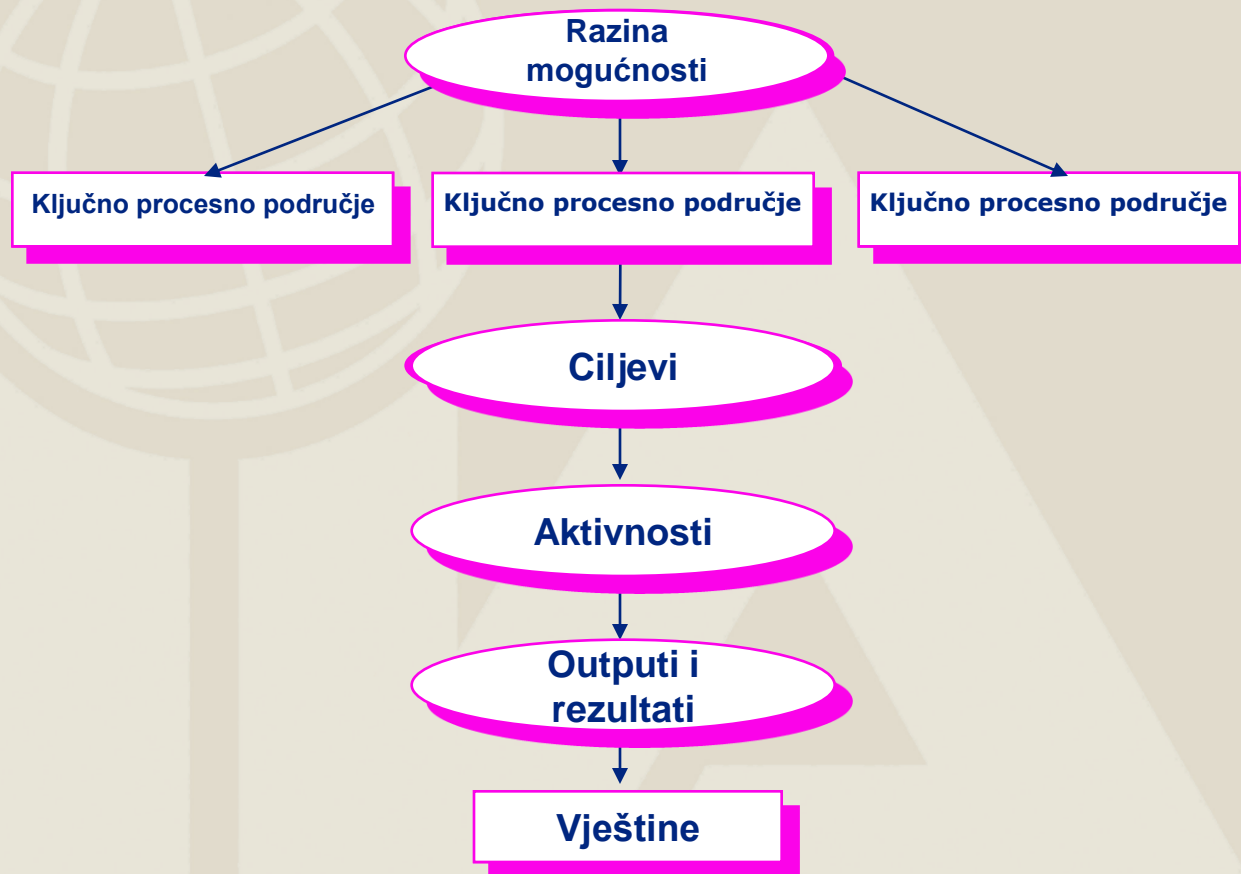 Razina
mogućnosti
Ključno procesno područje
Ključno procesno područje
Ključno procesno područje
Ciljevi
Aktivnosti
Outputi i
rezultati
Vještine